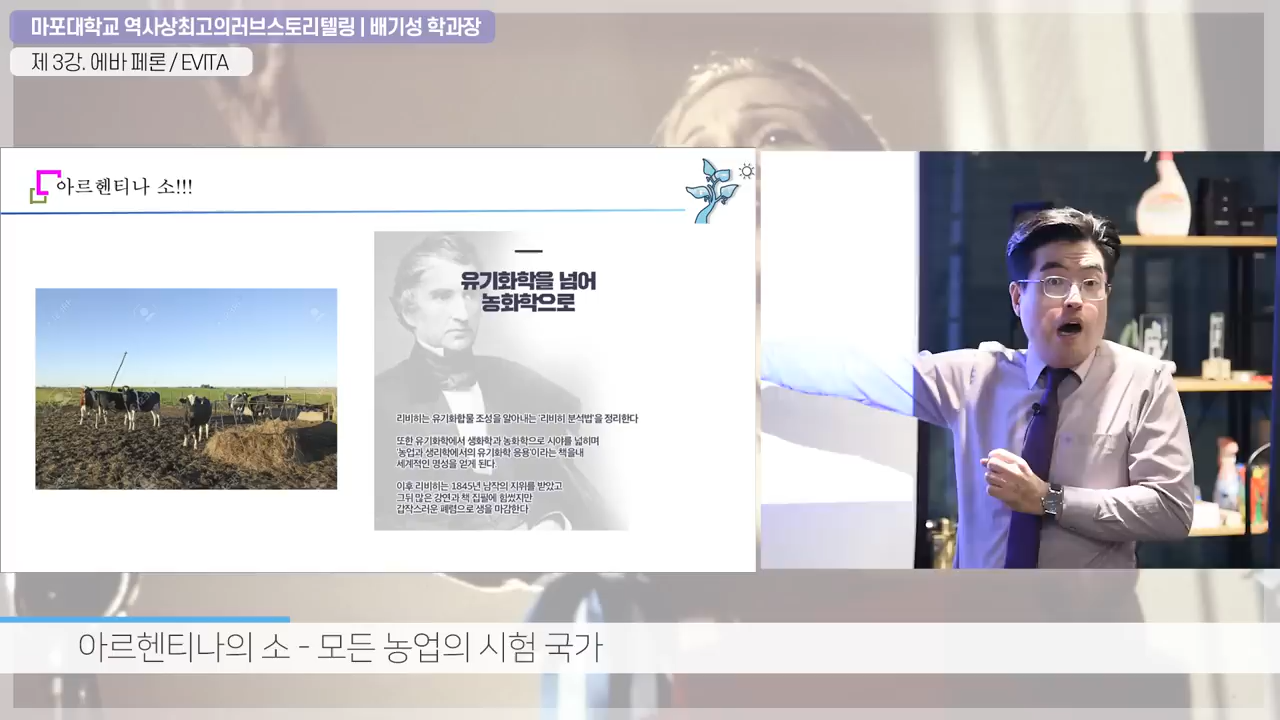 마포대학교 역사상최고의러브스토리텔링 | 배기성 학과장
제 3강. 에바 페론 / EVITA
아르헨티나 소!!!
유기화학을 넘어
농화학으로
리비히는 유기화합물 조성을 알아내는 '리비히 분석법'을 정리한다
또한 유기화학에서 생화학과 농화학으로 시야를 넓히며
'농업과 생리학에서의 유기화학 응용'이라는 책을내
세계적인 명성을 얻게 된다
이후 리비히는 1845년 남작의 지위를 받았고
그뒤 많은 강연과 책 집필에 힘썼지만
갑작스러운 폐렴으로 생을 마감한다
아르헨티나의 소 - 모든 농업의 시험 국가